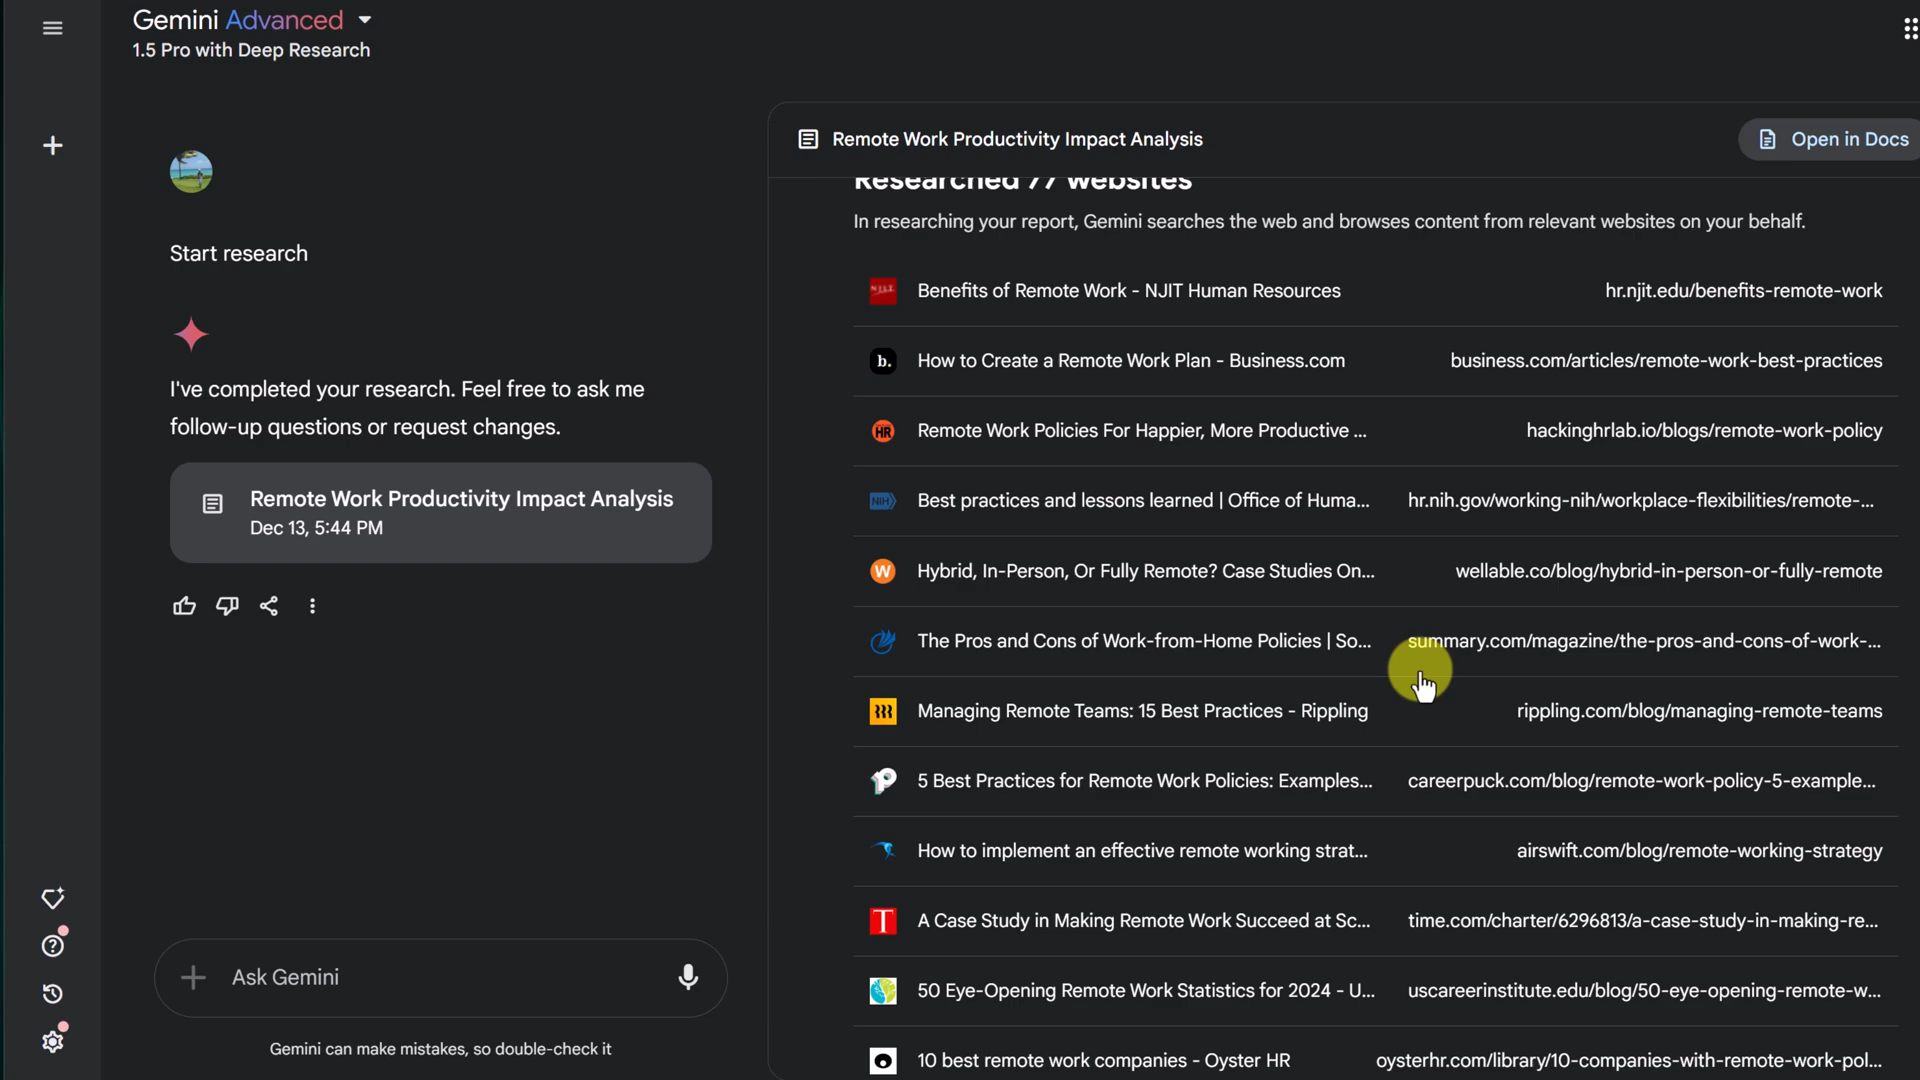 Gemini Advanced
1.5 Pro with Deep Research
Start research
I've completed your research. Feel free to ask me
follow-up questions or request changes.
Remote Work Productivity Impact Analysis
Dec 13, 5:44 PM
Ask Gemini
Gemini can make mistakes, so double-check it
Remote Work Productivity Impact Analysis
Open in Docs
Researched 77 websites
In researching your report, Gemini searches the web and browses content from relevant websites on your behalf.
NJIT Benefits of Remote Work - NJIT Human Resources hr.njit.edu/benefits-remote-work
b. How to Create a Remote Work Plan - Business.com business.com/articles/remote-work-best-practices
HR Remote Work Policies For Happier, More Productive ... hackinghrlab.io/blogs/remote-work-policy
NIH Best practices and lessons learned | Office of Huma... hr.nih.gov/working-nih/workplace-flexibilities/remote-...
W Hybrid, In-Person, Or Fully Remote? Case Studies On... wellable.co/blog/hybrid-in-person-or-fully-remote
The Pros and Cons of Work-from-Home Policies | So... summary.com/magazine/the-pros-and-cons-of-work-...
Managing Remote Teams: 15 Best Practices - Rippling rippling.com/blog/managing-remote-teams
5 Best Practices for Remote Work Policies: Examples... careerpuck.com/blog/remote-work-policy-5-example...
How to implement an effective remote working strat... airswift.com/blog/remote-working-strategy
T A Case Study in Making Remote Work Succeed at Sc... time.com/charter/6296813/a-case-study-in-making-re...
50 Eye-Opening Remote Work Statistics for 2024 - U... uscareerinstitute.edu/blog/50-eye-opening-remote-w...
10 best remote work companies - Oyster HR oysterhr.com/library/10-companies-with-remote-work-pol...